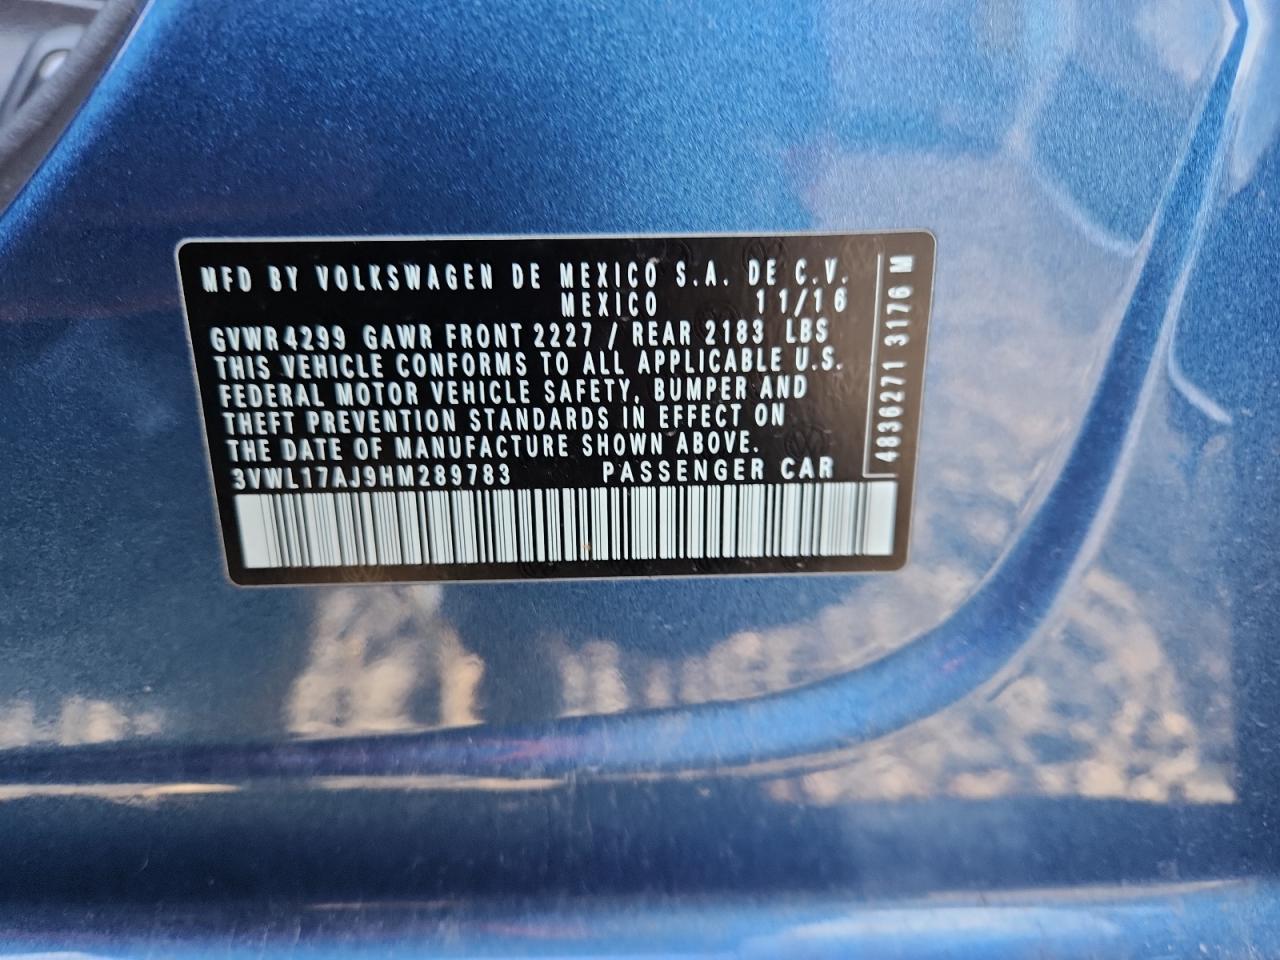 MFD BY VOLKSWAGEN DE MEXICO S.A. DE C.V.
MEXICO 11/16
GVWR 4299 GAWR FRONT 2227 / REAR 2183 LBS
THIS VEHICLE CONFORMS TO ALL APPLICABLE U.S.
FEDERAL MOTOR VEHICLE SAFETY, BUMPER AND
THEFT PREVENTION STANDARDS IN EFFECT ON
THE DATE OF MANUFACTURE SHOWN ABOVE.
3VWL17AJ9HM289783 PASSENGER CAR
4836271 3176 M